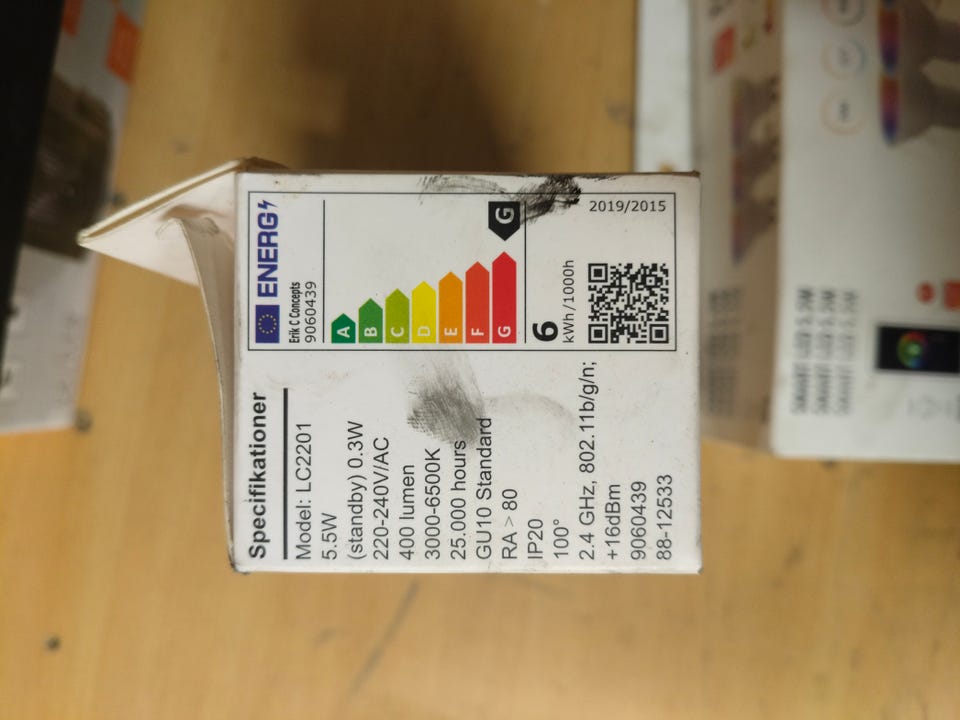 ENERG
Erik C Concepts
9060439
A
B
C
D
E
F
G
G
6
kWh/1000h
2019/2015
Specifikationer
Model: LC2201
5.5W
(standby) 0.3W
220-240V/AC
400 lumen
3000-6500K
25.000 hours
GU10 Standard
RA > 80
IP20
100°
2.4 GHz, 802.11b/g/n;
+16dBm
9060439
88-12533